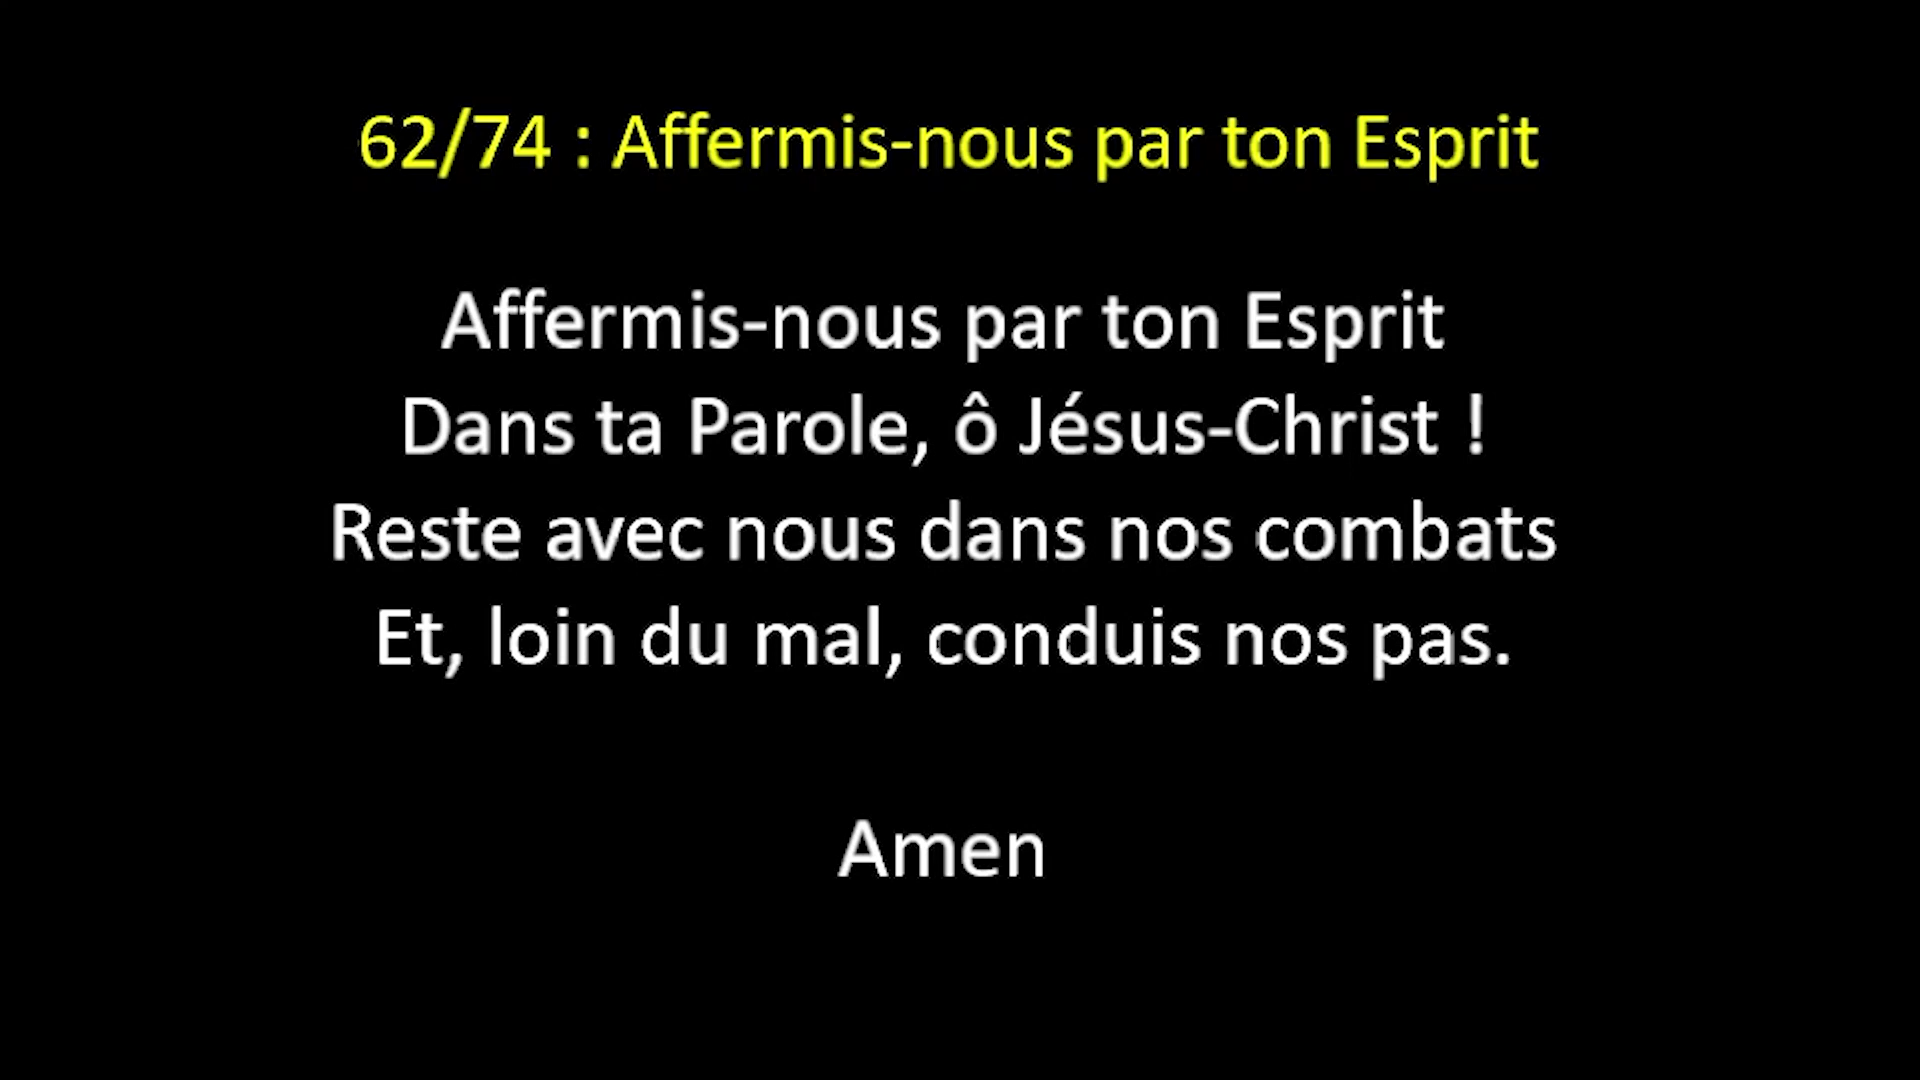 62/74 : Affermis-nous par ton Esprit
Affermis-nous par ton Esprit
Dans ta Parole, ô Jésus-Christ !
Reste avec nous dans nos combats
Et, loin du mal, conduis nos pas.
Amen